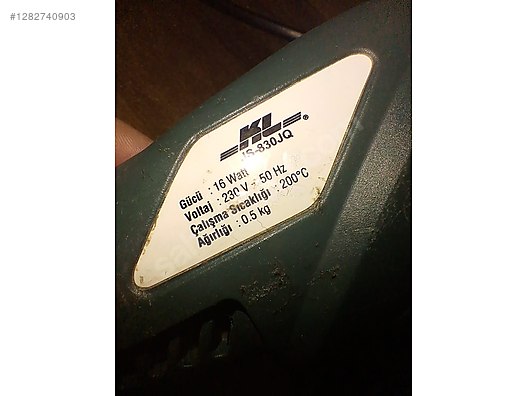 #1282740903
KL®
JS-830JQ
Gücü : 16 Watt
Voltaj : 230 V - 50 Hz
Çalışma Sıcaklığı : 200°C
Ağırlığı : 0.5 kg